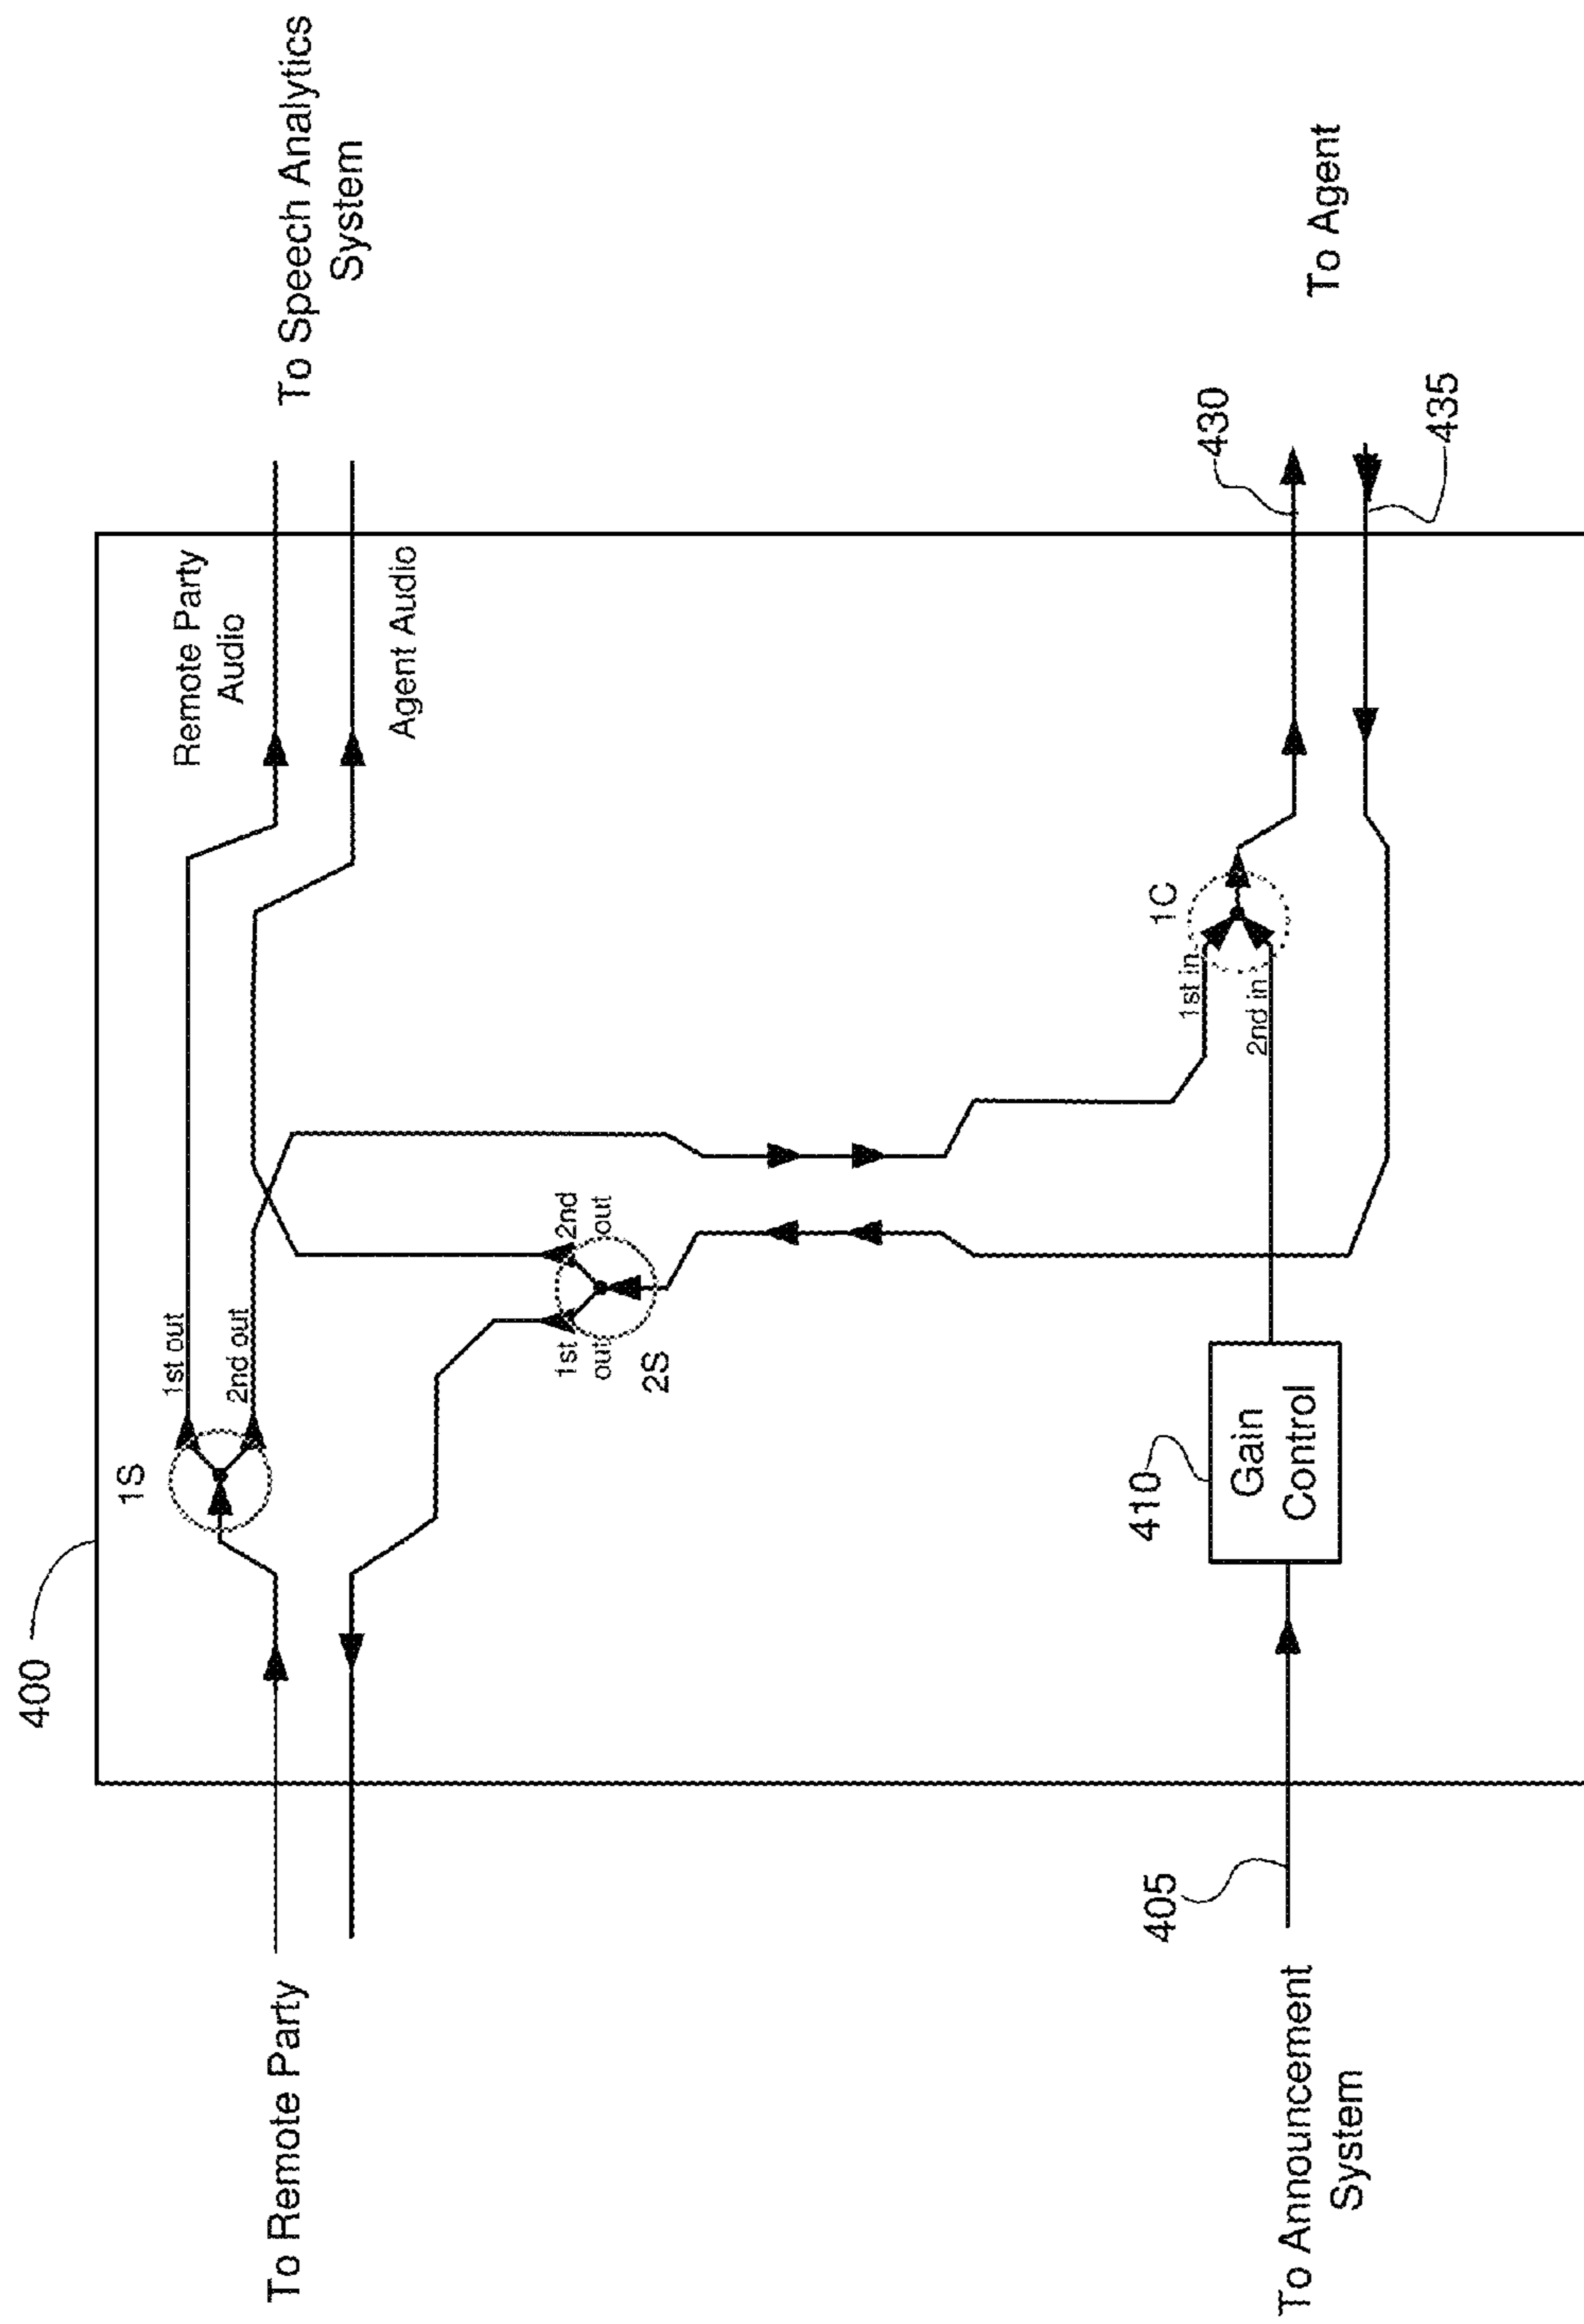 400
To Remote Party
1S
1st out
2nd out
Remote Party
Audio
Agent Audio
To Speech Analytics
System
1st
out
2nd
out
2S
1C
1st in
2nd in
410
Gain
Control
405
To Announcement
System
430
To Agent
435